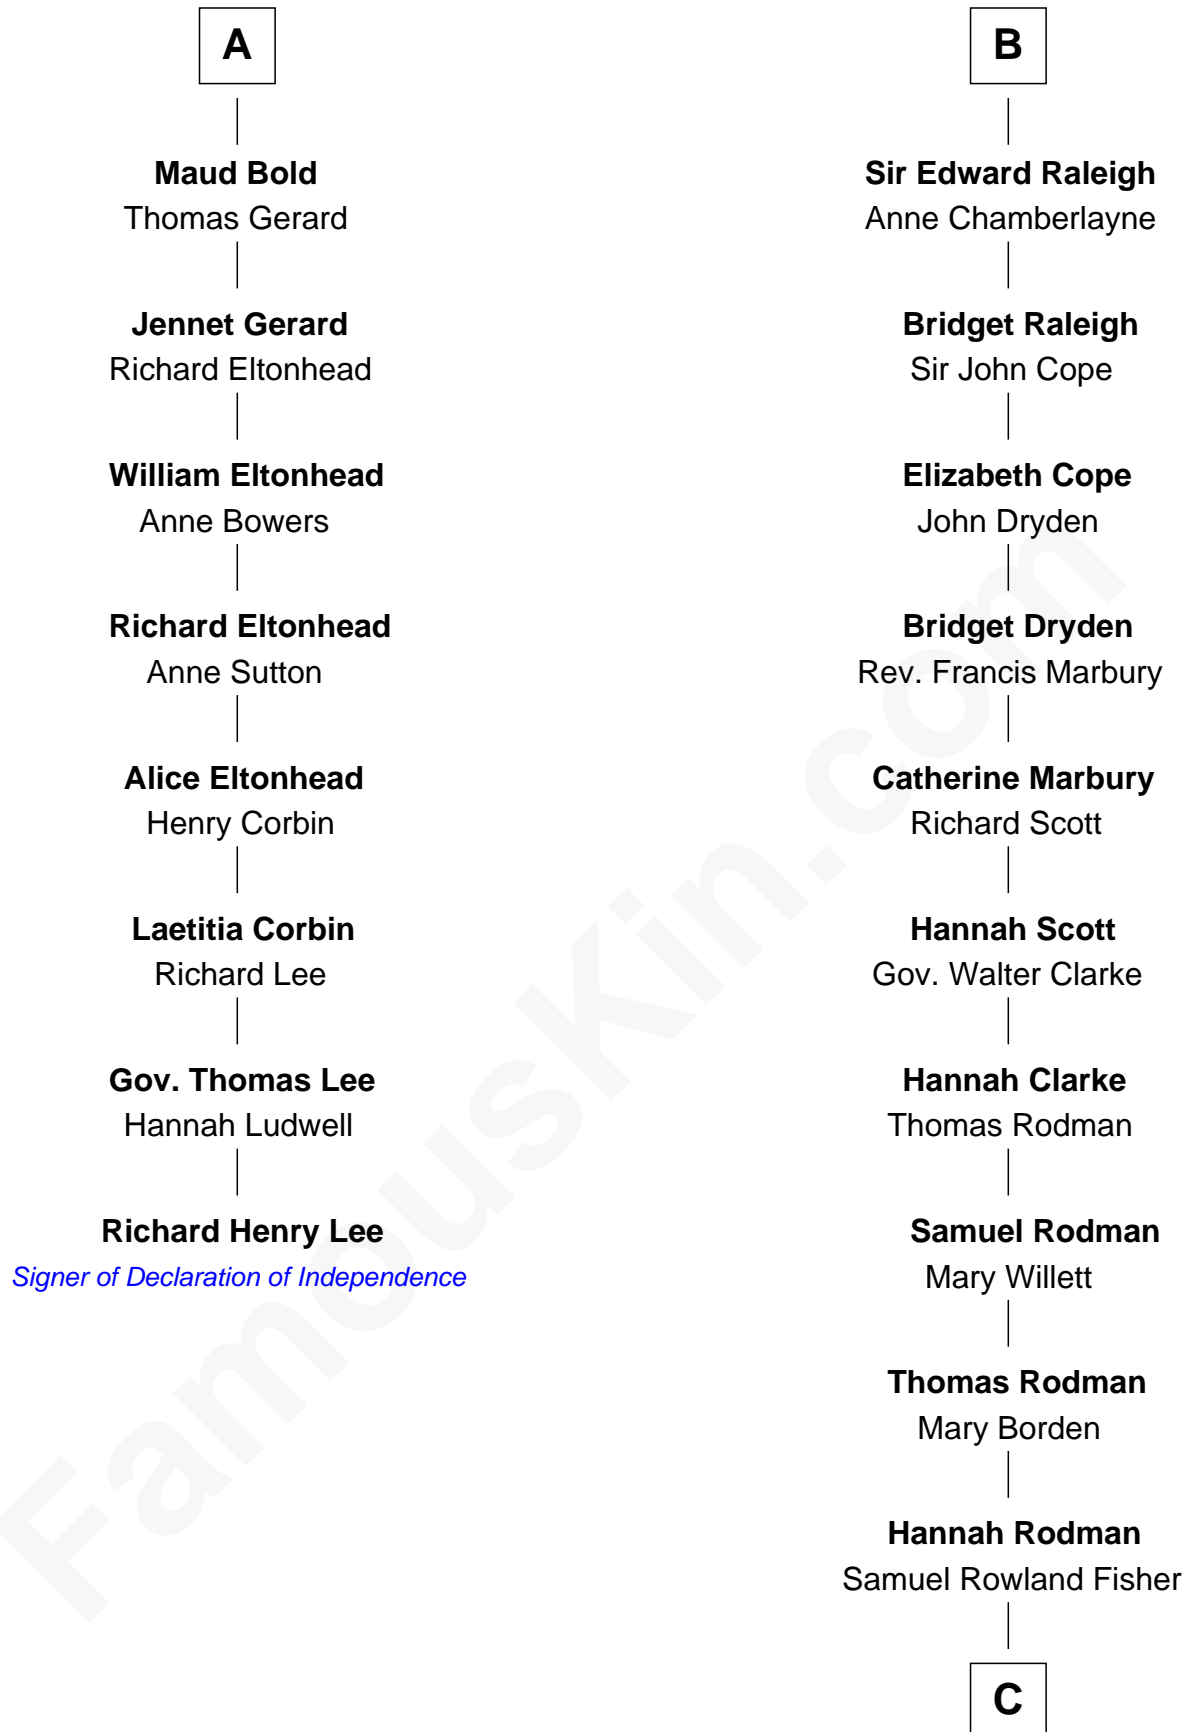 A
Maud Bold
Thomas Gerard
Jennet Gerard
Richard Eltonhead
William Eltonhead
Anne Bowers
Richard Eltonhead
Anne Sutton
Alice Eltonhead
Henry Corbin
Laetitia Corbin
Richard Lee
Gov. Thomas Lee
Hannah Ludwell
Richard Henry Lee
Signer of Declaration of Independence
B
Sir Edward Raleigh
Anne Chamberlayne
Bridget Raleigh
Sir John Cope
Elizabeth Cope
John Dryden
Bridget Dryden
Rev. Francis Marbury
Catherine Marbury
Richard Scott
Hannah Scott
Gov. Walter Clarke
Hannah Clarke
Thomas Rodman
Samuel Rodman
Mary Willett
Thomas Rodman
Mary Borden
Hannah Rodman
Samuel Rowland Fisher
C
FamousKin.com